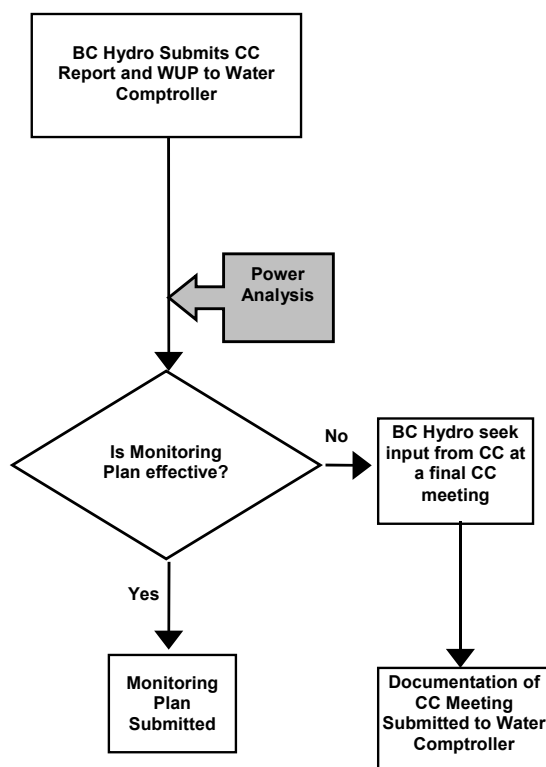 BC Hydro Submits CC
Report and WUP to Water
Comptroller
Power
Analysis
Is Monitoring
Plan effective?
No
BC Hydro seek
input from CC at
a final CC
meeting
Yes
Monitoring
Plan
Submitted
Documentation of
CC Meeting
Submitted to Water
Comptroller